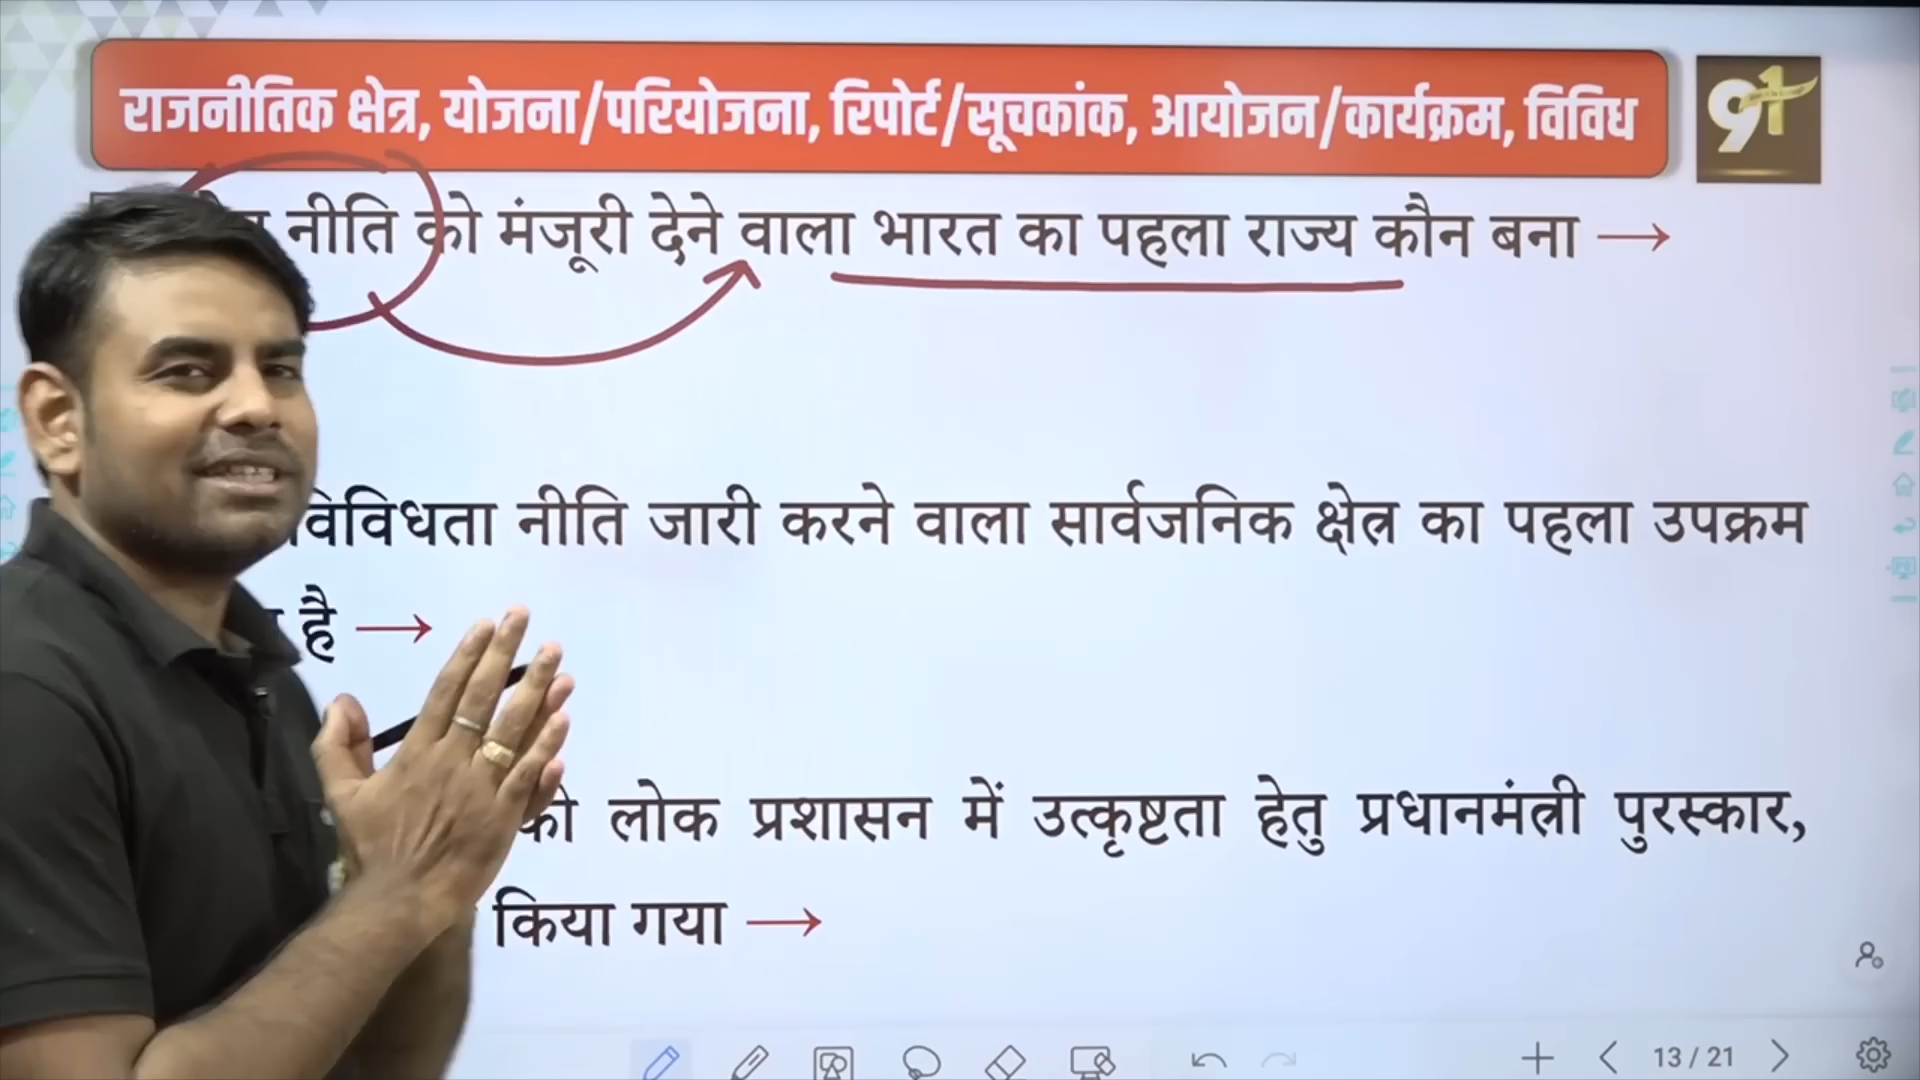 राजनीतिक क्षेत्र, योजना/परियोजना, रिपोर्ट/सूचकांक, आयोजन/कार्यक्रम, विविध
नीति को मंजूरी देने वाला भारत का पहला राज्य कौन बना →
विविधता नीति जारी करने वाला सार्वजनिक क्षेत्र का पहला उपक्रम
है →
को लोक प्रशासन में उत्कृष्टता हेतु प्रधानमंत्री पुरस्कार,
किया गया →
13 / 21